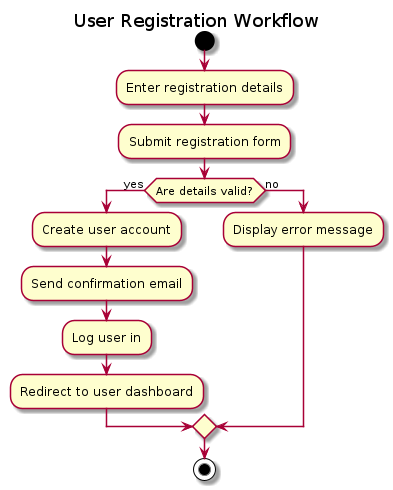 User Registration Workflow
Enter registration details
Submit registration form
yes
Are details valid?
no
Create user account
Display error message
Send confirmation email
Log user in
Redirect to user dashboard